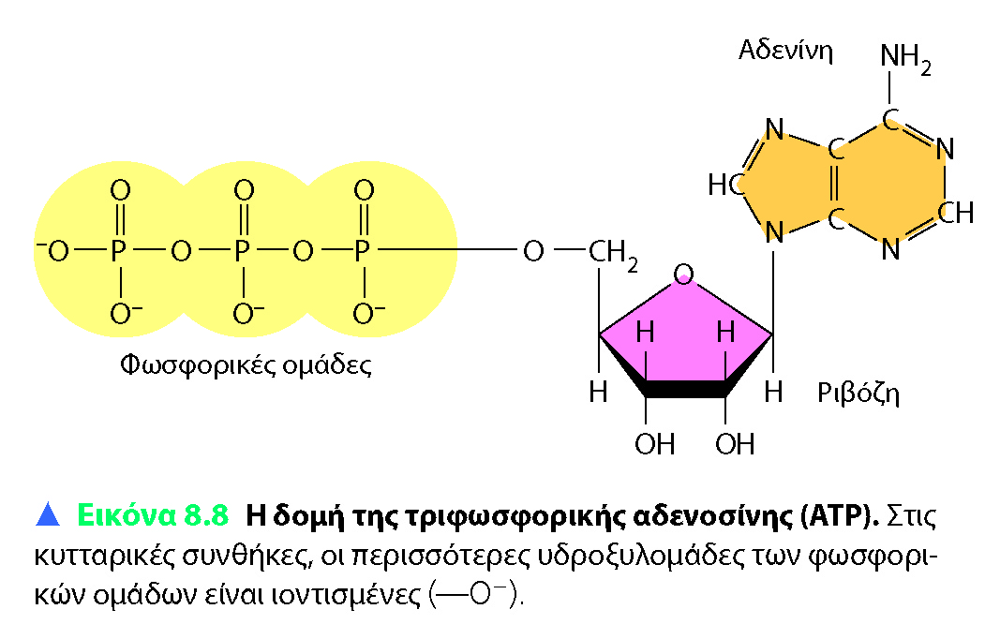 Αδενίνη
NH2
N
C
C
N
HC
C
CH
N
N
O
O
O
⁻O—P—O—P—O—P—O—CH2
O⁻
O⁻
O⁻
O
H
H
H
H
OH
OH
Φωσφορικές ομάδες
Ριβόζη
▲ Εικόνα 8.8 Η δομή της τριφωσφορικής αδενοσίνης (ATP). Στις
κυτταρικές συνθήκες, οι περισσότερες υδροξυλομάδες των φωσφορι-
κών ομάδων είναι ιοντισμένες (—O⁻).